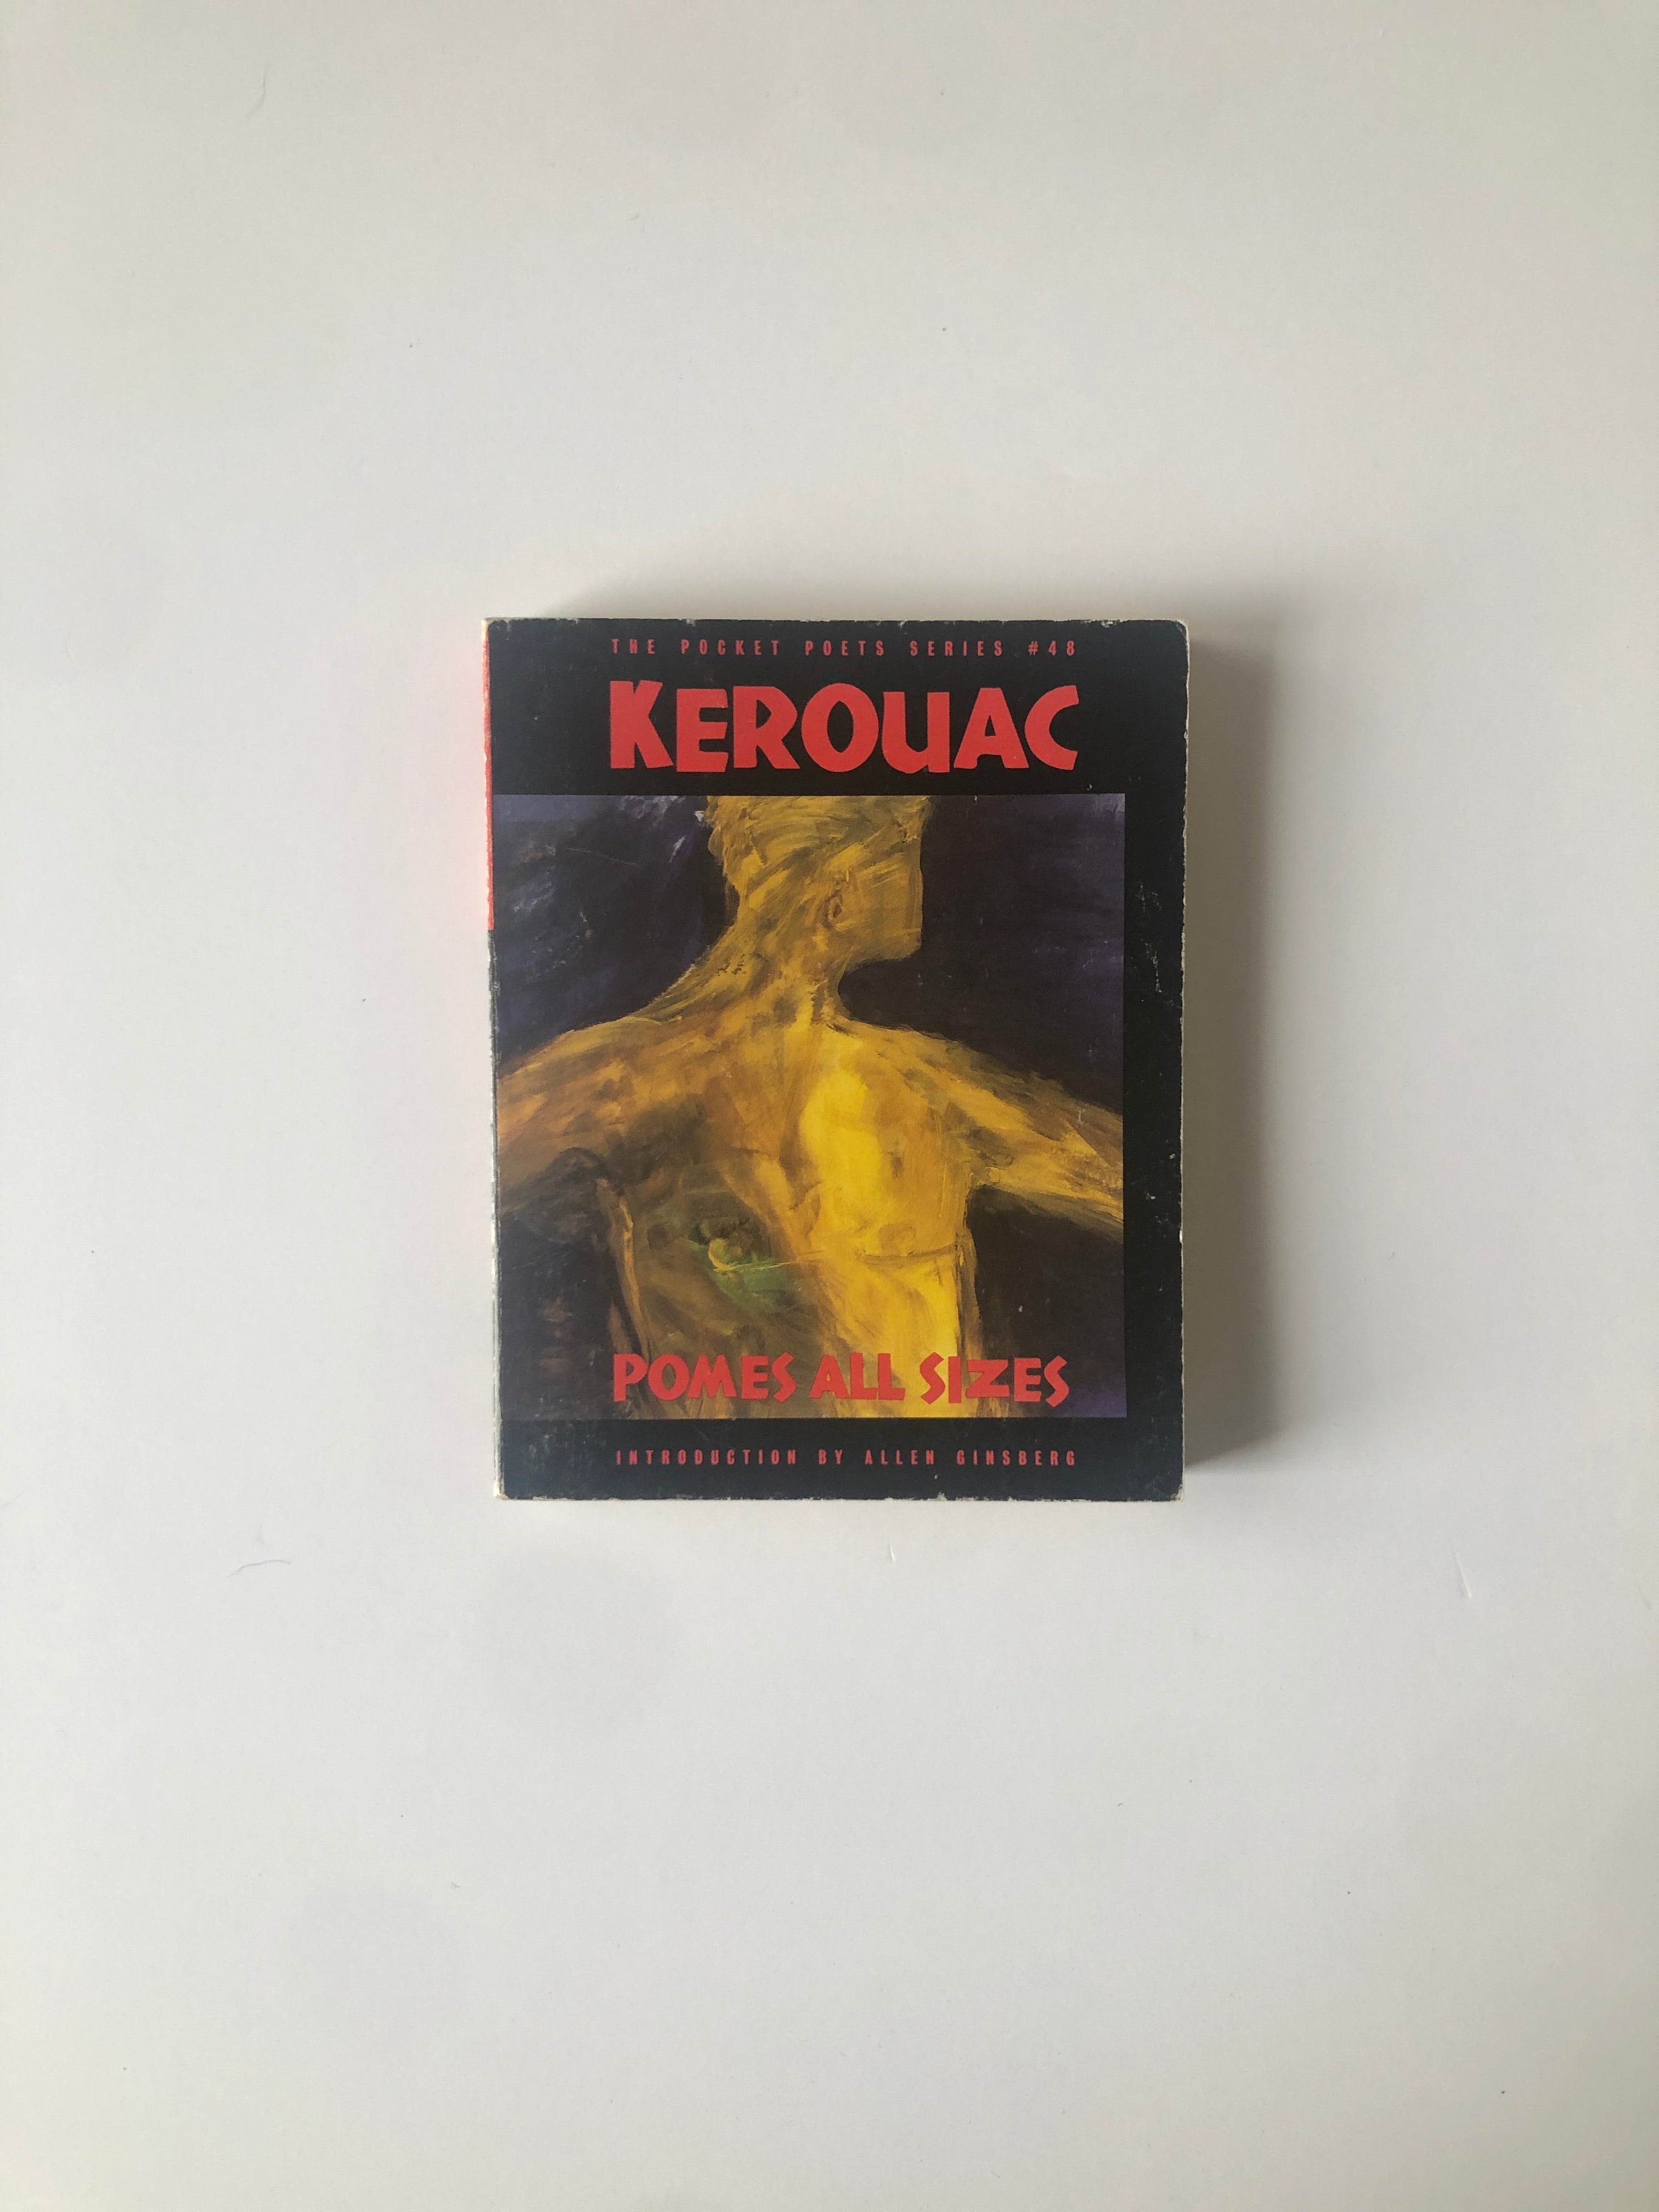 THE POCKET POETS SERIES #48
KEROUAC
POMES ALL SIZES
INTRODUCTION BY ALLEN GINSBERG